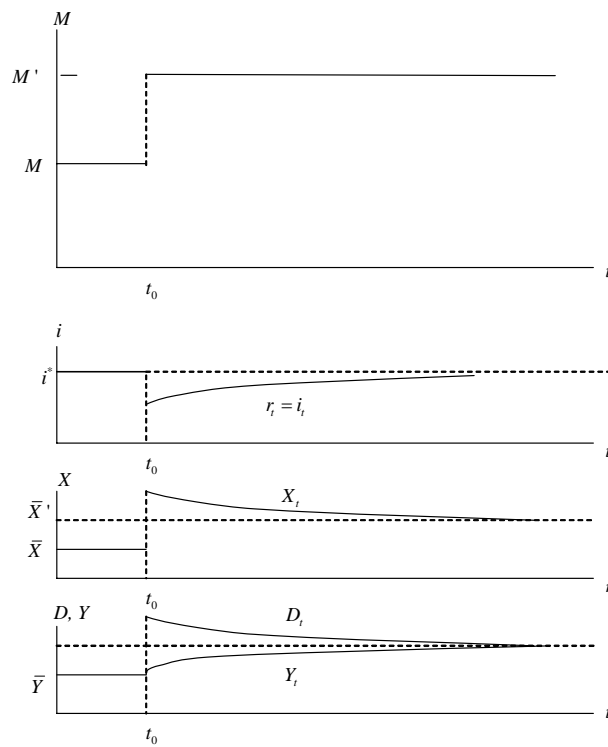 M
M '
M
t
t₀
i
i*
rₜ = iₜ
t
t₀
X
X̄ '
Xₜ
X̄
t
t₀
D, Y
Dₜ
Ȳ
Yₜ
t
t₀